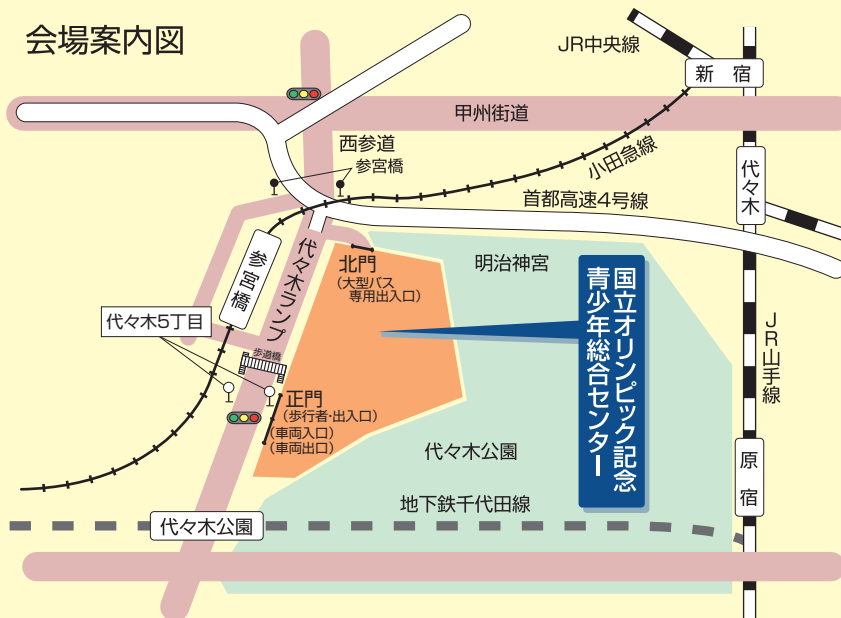 会場案内図
JR中央線
新 宿
甲州街道
西参道
参宮橋
小田急線
代々木
首都高速4号線
参宮橋
代々木ランプ
北門
(大型バス
専用出入口)
明治神宮
国立オリンピック記念
青少年総合センター
代々木5丁目
JR山手線
歩道橋
正門
(歩行者・出入口)
(車両入口)
(車両出口)
代々木公園
原 宿
地下鉄千代田線
代々木公園